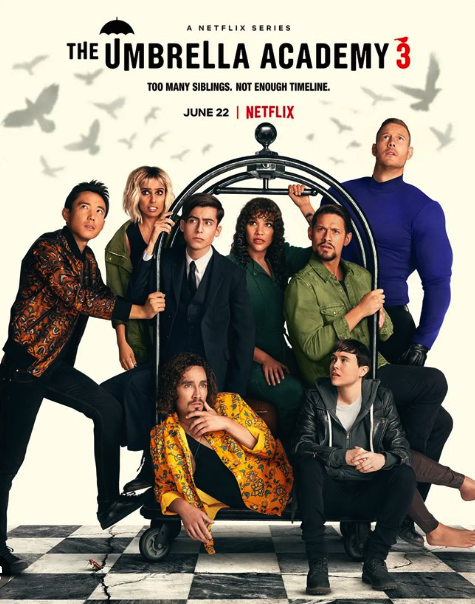 A NETFLIX SERIES
THE UMBRELLA ACADEMY 3
TOO MANY SIBLINGS. NOT ENOUGH TIMELINE.
JUNE 22 | NETFLIX